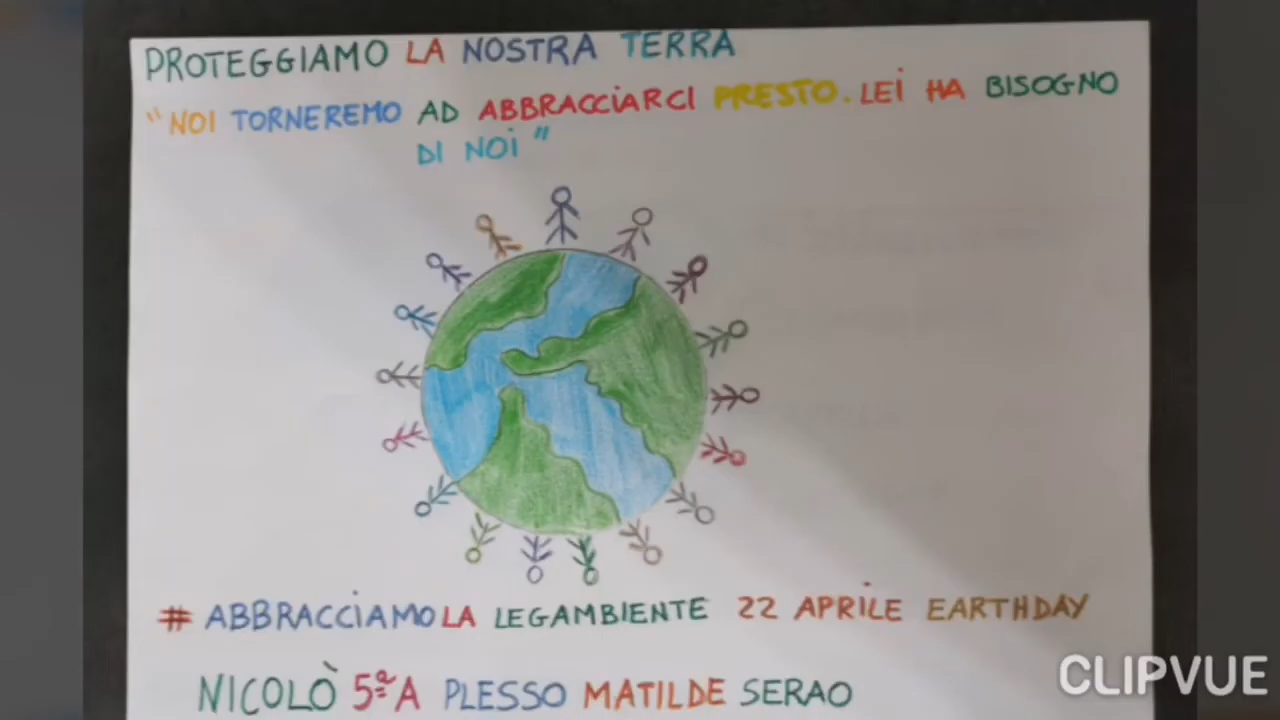 PROTEGGIAMO LA NOSTRA TERRA
"NOI TORNEREMO AD ABBRACCIARCI PRESTO. LEI HA BISOGNO
DI NOI"
# ABBRACCIAMO LA LEGAMBIENTE 22 APRILE EARTHDAY
NICOLÒ 5ªA PLESSO MATILDE SERAO
CLIPVUE